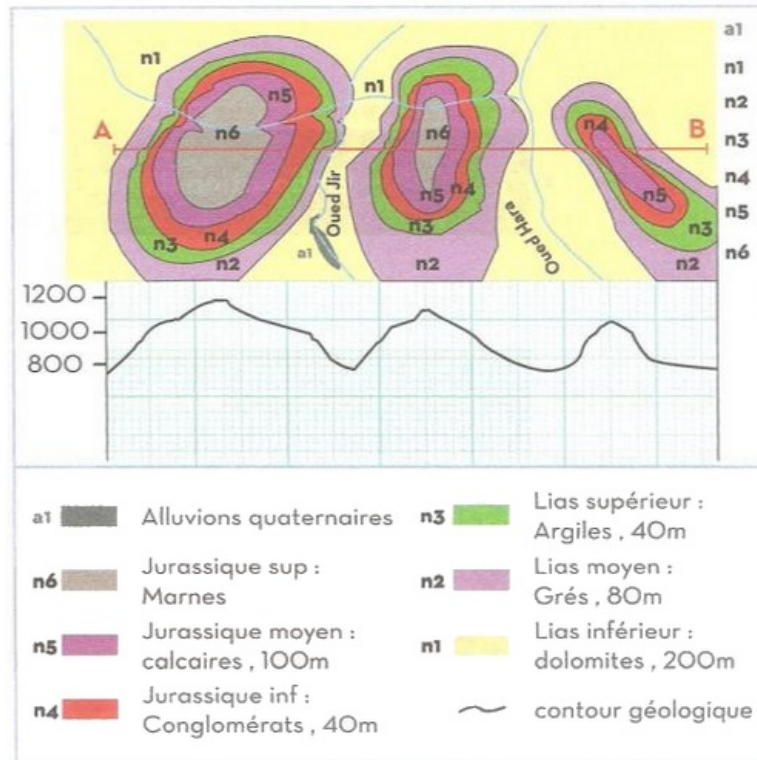 a1
n1
n1
n1
n2
n5
A
n6
n6
n4
n3
B
n4
n5
n4
n5
n5
Oued Jir
n3
n3
n4
n3
n6
a1
n2
n2
Oued Hara
n2
1200
1000
800
a1 Alluvions quaternaires
n6 Jurassique sup :
Marnes
n5 Jurassique moyen :
calcaires , 100m
n4 Jurassique inf :
Conglomérats , 40m
n3 Lias supérieur :
Argiles , 40m
n2 Lias moyen :
Grés , 80m
n1 Lias inférieur :
dolomites , 200m
contour géologique